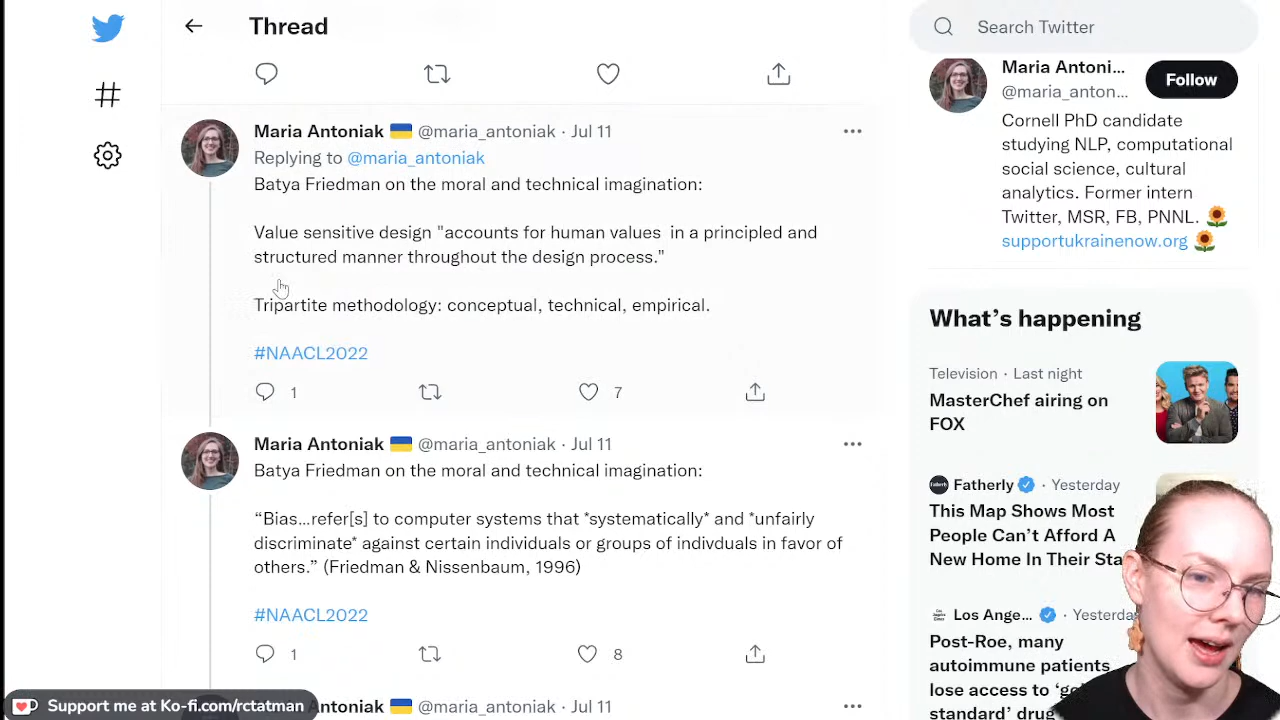 Thread
Search Twitter
Maria Antoniak @maria_antoniak · Jul 11
Replying to @maria_antoniak
Batya Friedman on the moral and technical imagination:
Value sensitive design "accounts for human values in a principled and
structured manner throughout the design process."
Tripartite methodology: conceptual, technical, empirical.
#NAACL2022
1
7
Maria Antoniak @maria_antoniak · Jul 11
Batya Friedman on the moral and technical imagination:
“Bias...refer[s] to computer systems that *systematically* and *unfairly
discriminate* against certain individuals or groups of indivduals in favor of
others.” (Friedman & Nissenbaum, 1996)
#NAACL2022
1
8
Maria Antoniak @maria_antoniak · Jul 11
Support me at Ko-fi.com/rctatman
Maria Antoni...
@maria_anton...
Follow
Cornell PhD candidate
studying NLP, computational
social science, cultural
analytics. Former intern
Twitter, MSR, FB, PNNL.
supportukrainenow.org
What’s happening
Television · Last night
MasterChef airing on
FOX
Fatherly · Yesterday
This Map Shows Most
People Can’t Afford A
New Home In Their
Los Ange... · Yesterday
Post-Roe, many
autoimmune patients
lose access to
standard’ drug